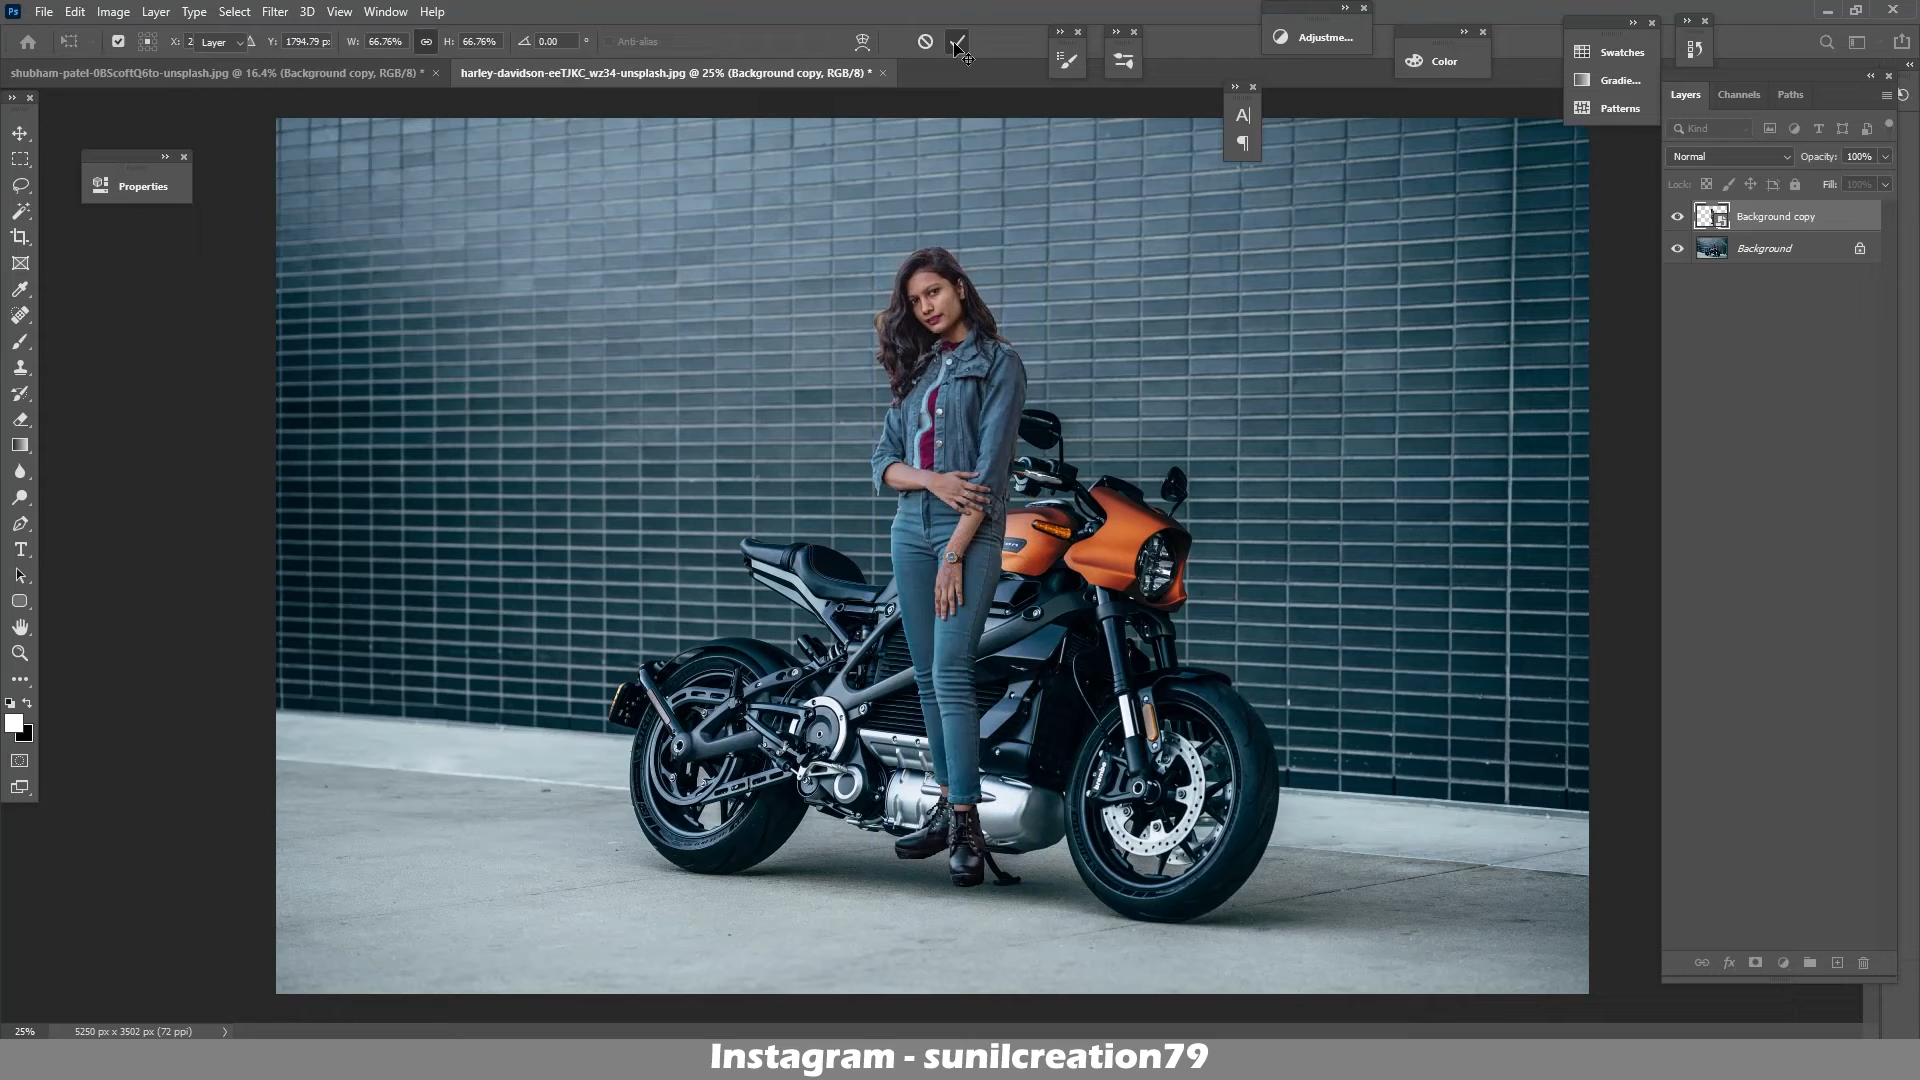 Ps File Edit Image Layer Type Select Filter 3D View Window Help
X: 2 Layer Y: 1794.79 p W: 66.76% H: 66.76% 0.00 ° Anti-alias
Adjustme...
Color
Swatches
Gradie...
Patterns
shubham-patel-0BScoftQ6to-unsplash.jpg @ 16.4% (Background copy, RGB/8) *
harley-davidson-eeTJKC_wz34-unsplash.jpg @ 25% (Background copy, RGB/8) *
Properties
Layers Channels Paths
Kind
Normal Opacity: 100%
Lock: Fill: 100%
Background copy
Background
25% 5250 px x 3502 px (72 ppi)
Instagram - sunilcreation79